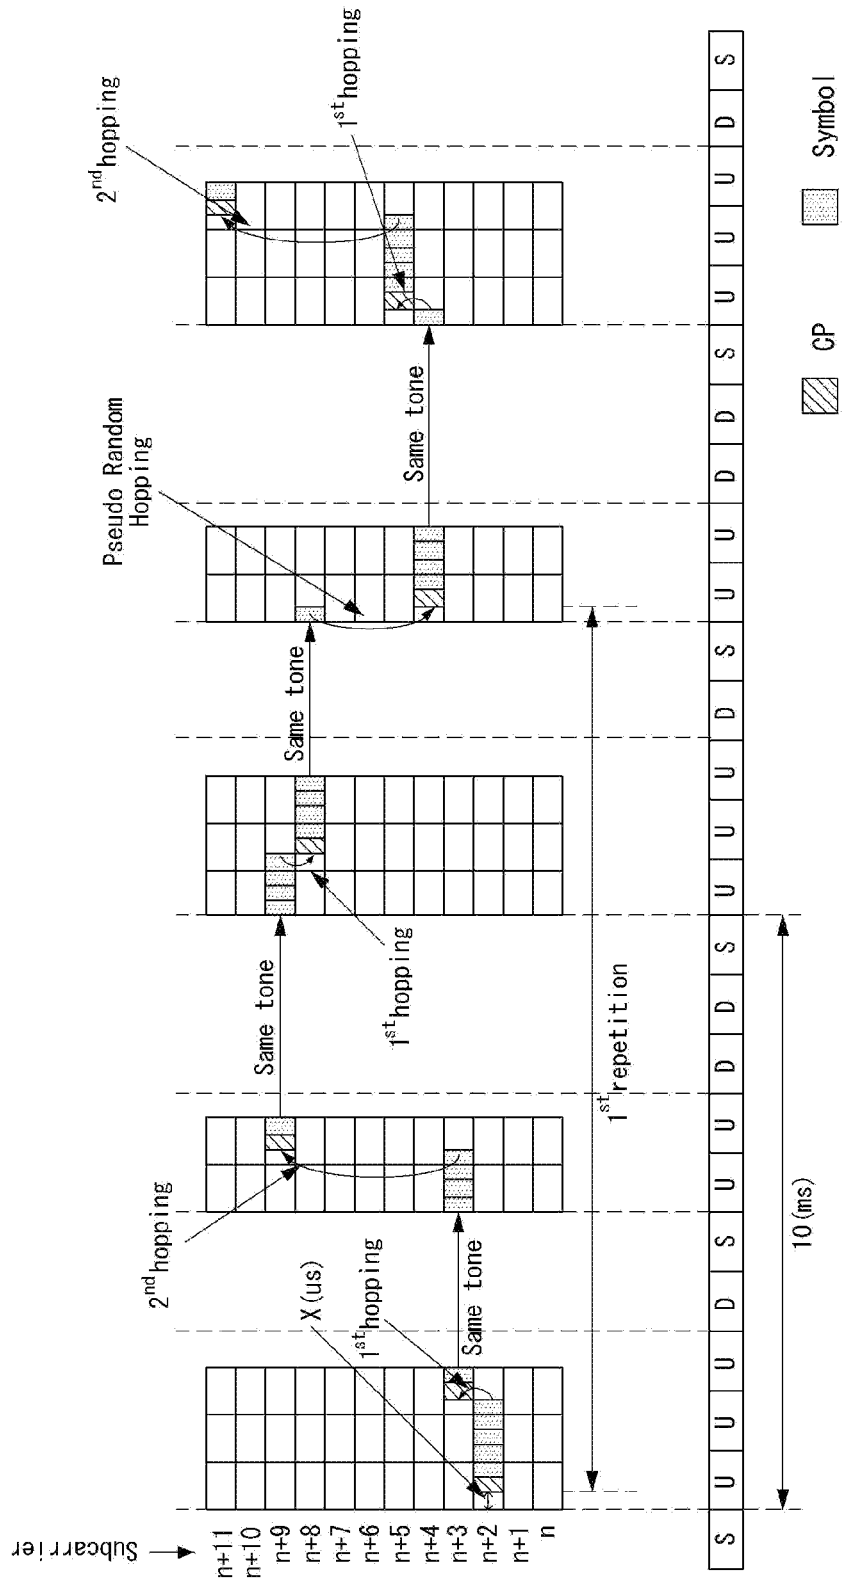 Subcarrier
n+11
n+10
n+9
n+8
n+7
n+6
n+5
n+4
n+3
n+2
n+1
n
X(us)
1st hopping
Same tone
2nd hopping
Same tone
1st hopping
Same tone
Pseudo Random
Hopping
Same tone
1st hopping
2nd hopping
1st repetition
S U U U D S U U D D S U U U D S U U D D S U U U D S
10(ms)
CP
Symbol